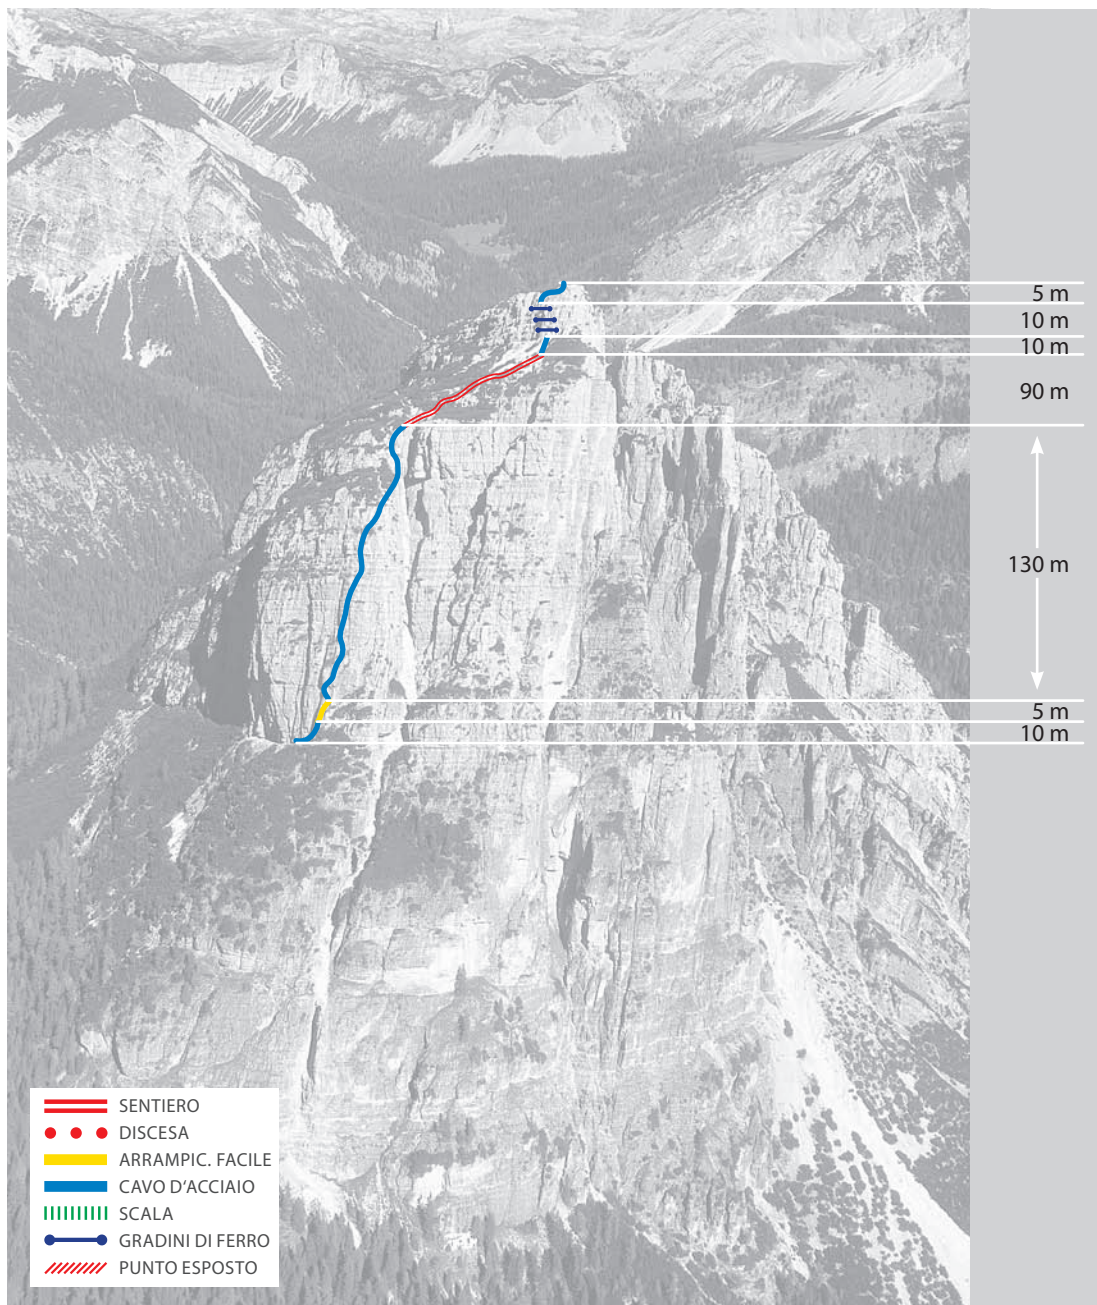 5 m
10 m
10 m
90 m
130 m
5 m
10 m
SENTIERO
DISCESA
ARRAMPIC. FACILE
CAVO D'ACCIAIO
SCALA
GRADINI DI FERRO
PUNTO ESPOSTO